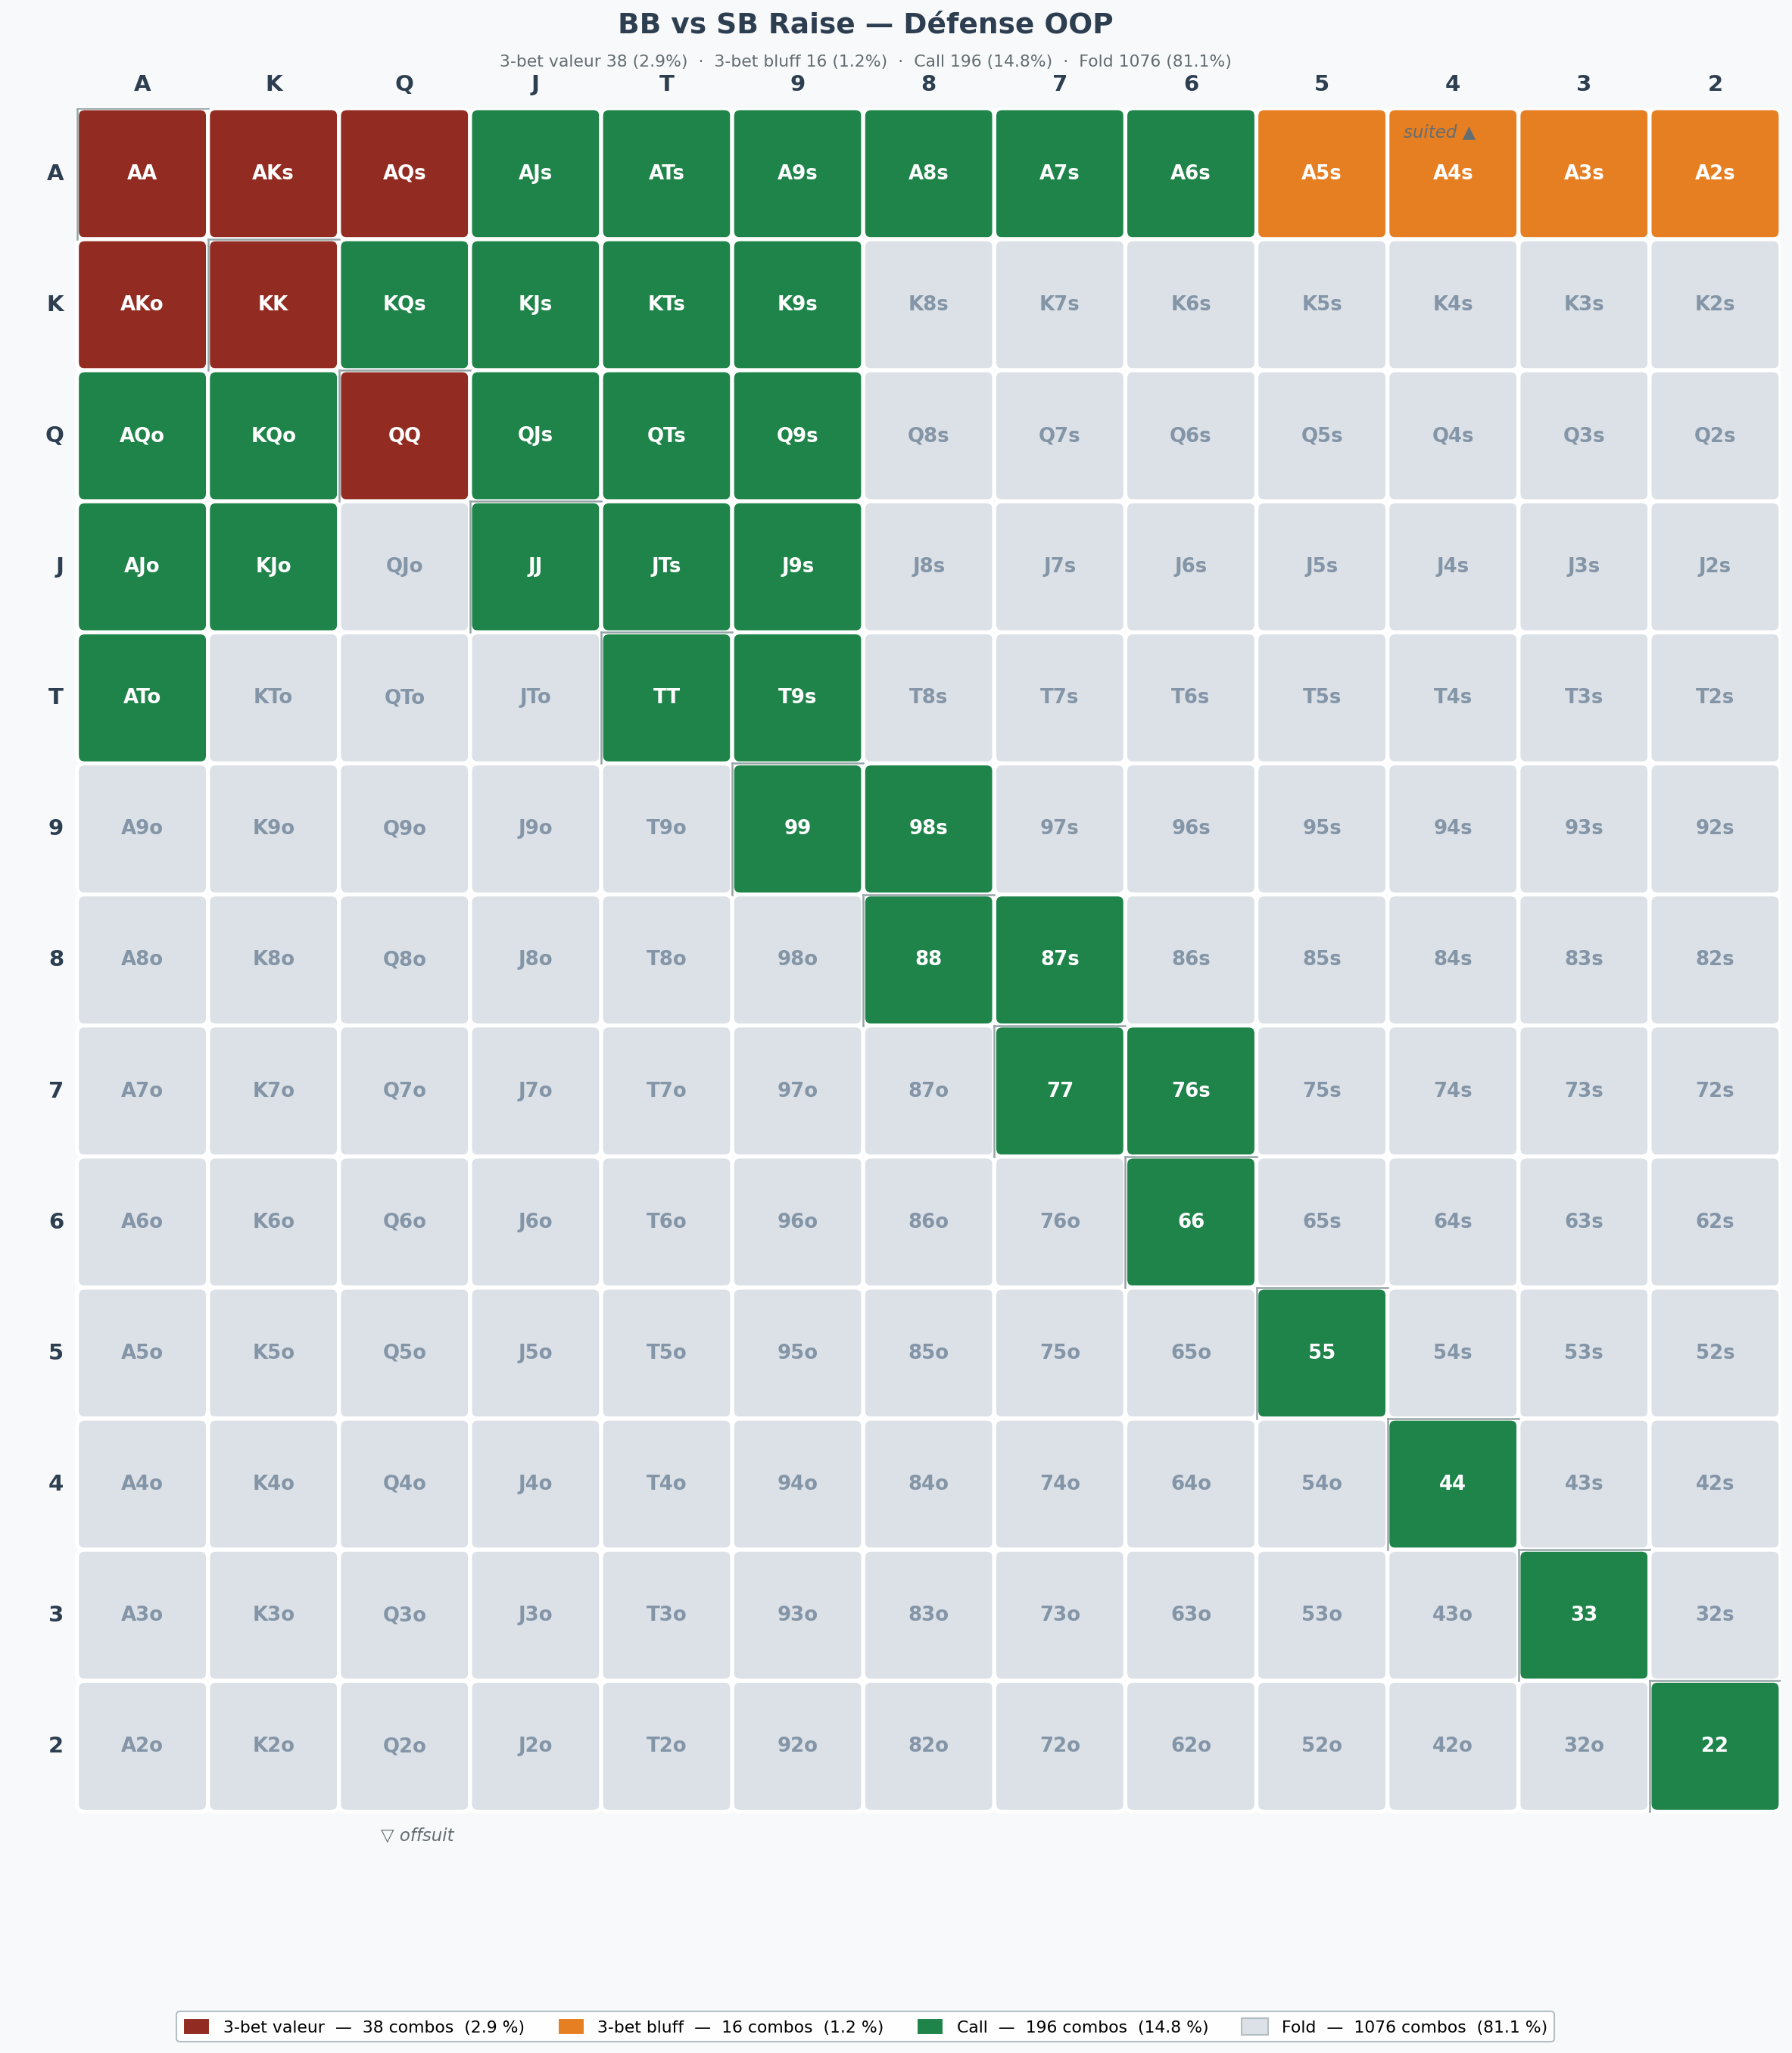 BB vs SB Raise — Défense OOP
3-bet valeur 38 (2.9%) · 3-bet bluff 16 (1.2%) · Call 196 (14.8%) · Fold 1076 (81.1%)
A K Q J T 9 8 7 6 5 4 3 2
suited ▲
A AA AKs AQs AJs ATs A9s A8s A7s A6s A5s A4s A3s A2s
K AKo KK KQs KJs KTs K9s K8s K7s K6s K5s K4s K3s K2s
Q AQo KQo QQ QJs QTs Q9s Q8s Q7s Q6s Q5s Q4s Q3s Q2s
J AJo KJo QJo JJ JTs J9s J8s J7s J6s J5s J4s J3s J2s
T ATo KTo QTo JTo TT T9s T8s T7s T6s T5s T4s T3s T2s
9 A9o K9o Q9o J9o T9o 99 98s 97s 96s 95s 94s 93s 92s
8 A8o K8o Q8o J8o T8o 98o 88 87s 86s 85s 84s 83s 82s
7 A7o K7o Q7o J7o T7o 97o 87o 77 76s 75s 74s 73s 72s
6 A6o K6o Q6o J6o T6o 96o 86o 76o 66 65s 64s 63s 62s
5 A5o K5o Q5o J5o T5o 95o 85o 75o 65o 55 54s 53s 52s
4 A4o K4o Q4o J4o T4o 94o 84o 74o 64o 54o 44 43s 42s
3 A3o K3o Q3o J3o T3o 93o 83o 73o 63o 53o 43o 33 32s
2 A2o K2o Q2o J2o T2o 92o 82o 72o 62o 52o 42o 32o 22
▽ offsuit
3-bet valeur — 38 combos (2.9 %) 3-bet bluff — 16 combos (1.2 %) Call — 196 combos (14.8 %) Fold — 1076 combos (81.1 %)